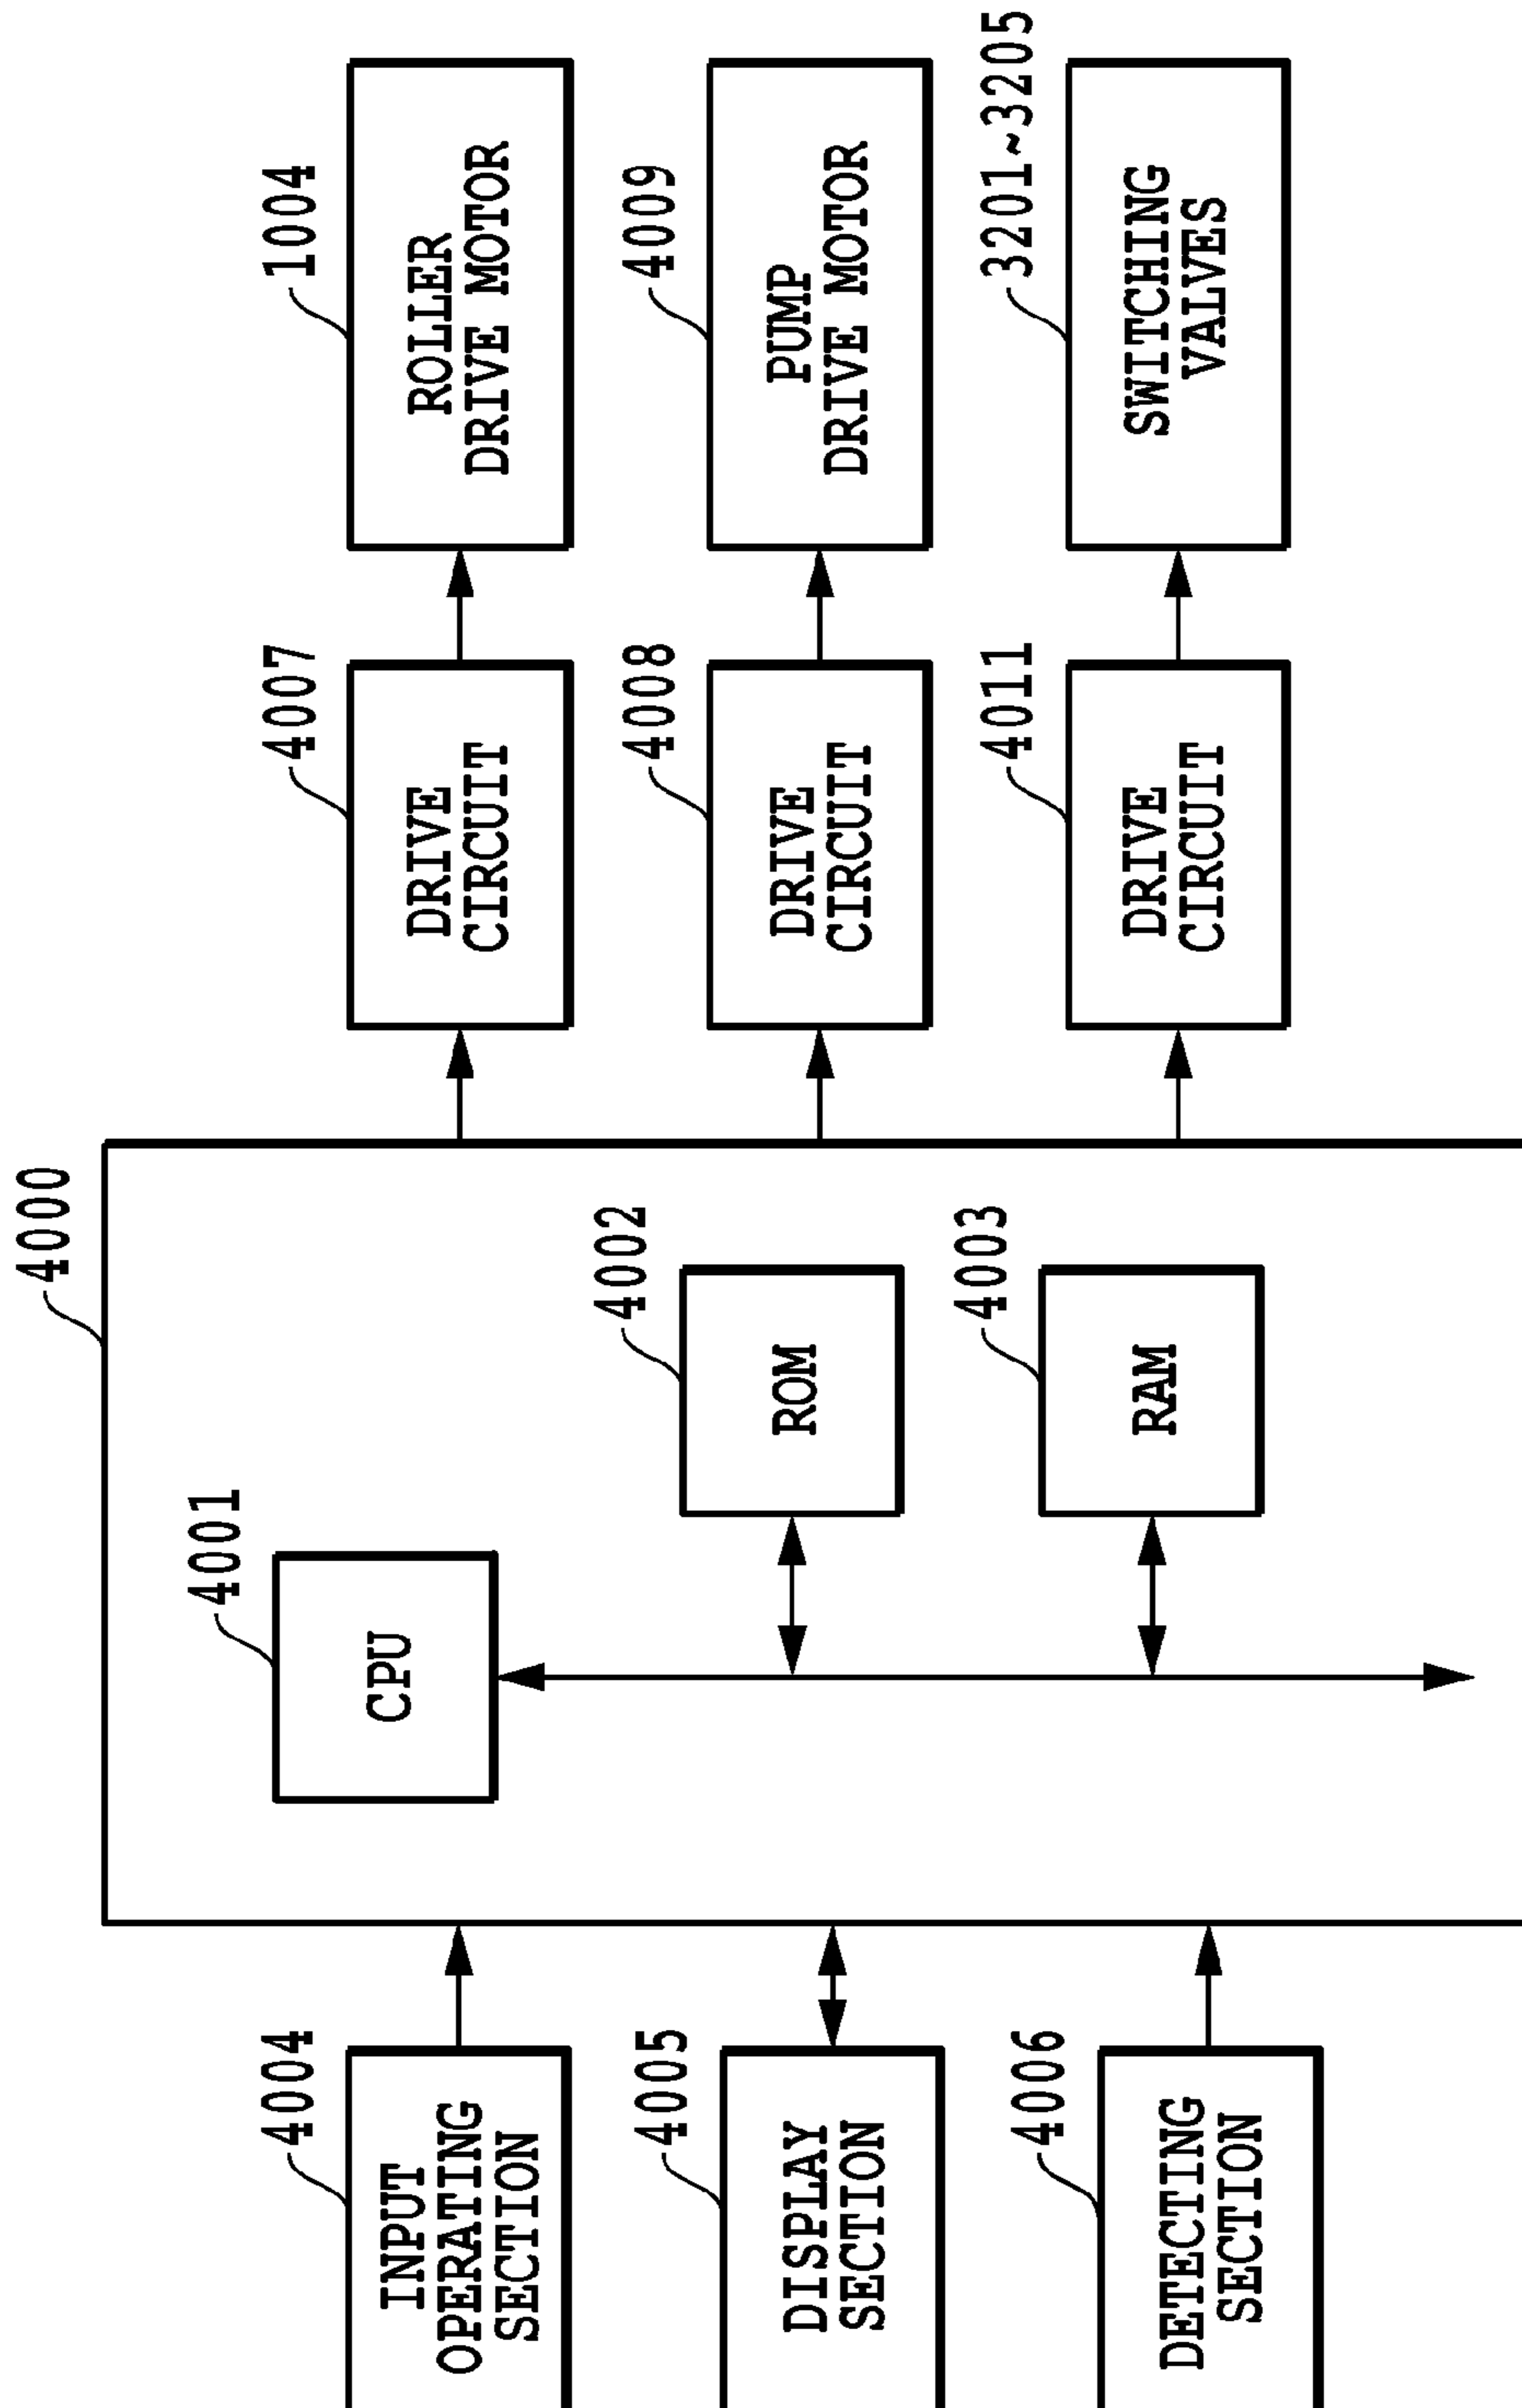 4000
4004
INPUT
OPERATING
SECTION
4005
DISPLAY
SECTION
4006
DETECTING
SECTION
4001
CPU
4002
ROM
4003
RAM
4007
DRIVE
CIRCUIT
4008
DRIVE
CIRCUIT
4011
DRIVE
CIRCUIT
1004
ROLLER
DRIVE MOTOR
4009
PUMP
DRIVE MOTOR
3201~3205
SWITCHING
VALVES